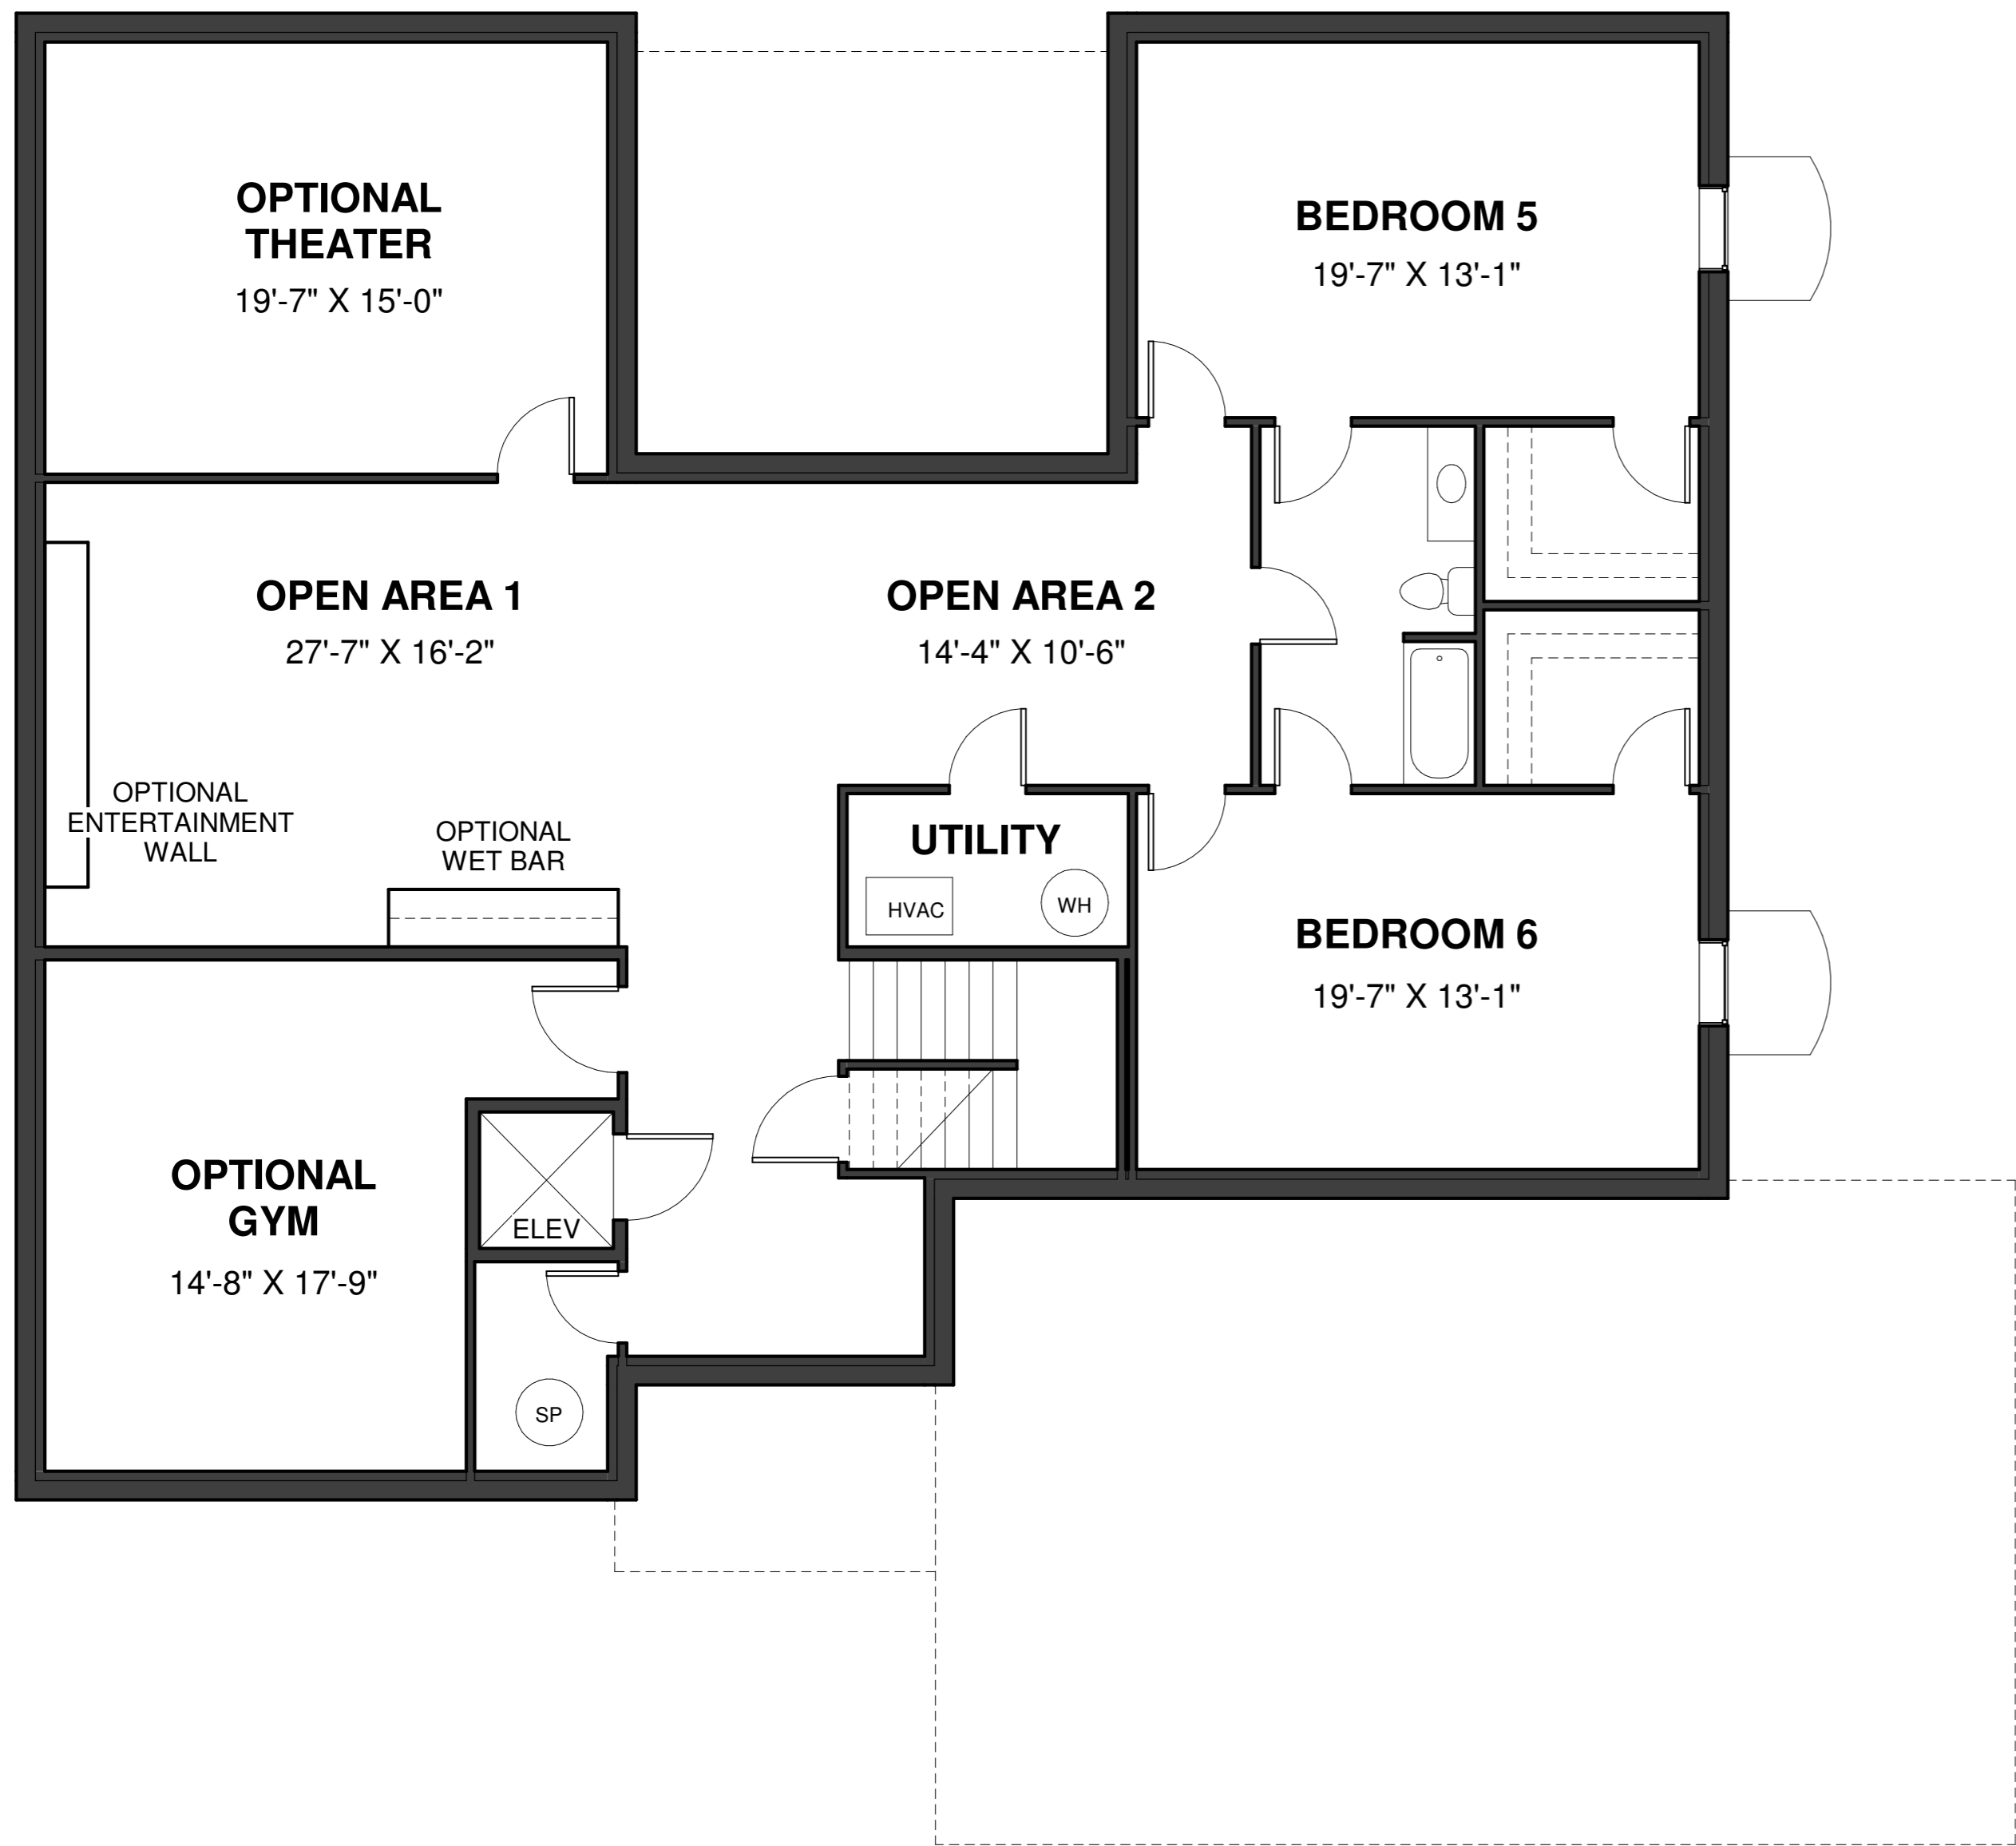 OPTIONAL
THEATER
19'-7" X 15'-0"
BEDROOM 5
19'-7" X 13'-1"
OPEN AREA 1
27'-7" X 16'-2"
OPEN AREA 2
14'-4" X 10'-6"
OPTIONAL
ENTERTAINMENT
WALL
OPTIONAL
WET BAR
UTILITY
HVAC
WH
BEDROOM 6
19'-7" X 13'-1"
OPTIONAL
GYM
14'-8" X 17'-9"
ELEV
SP